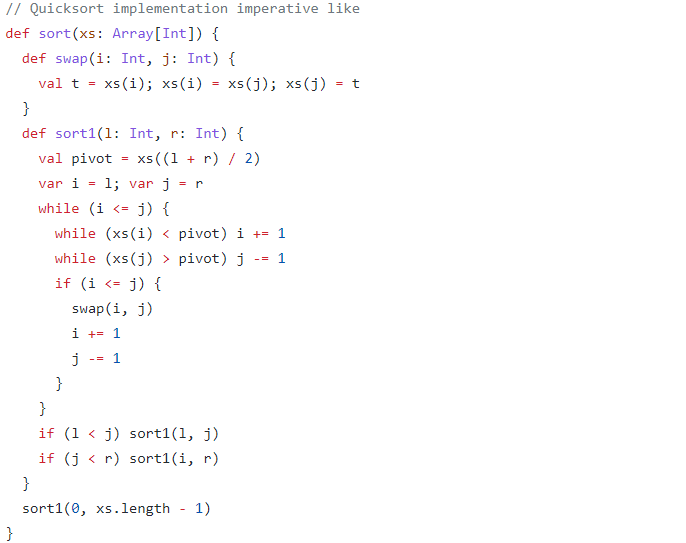 // Quicksort implementation imperative like
def sort(xs: Array[Int]) {
  def swap(i: Int, j: Int) {
    val t = xs(i); xs(i) = xs(j); xs(j) = t
  }
  def sort1(l: Int, r: Int) {
    val pivot = xs((l + r) / 2)
    var i = l; var j = r
    while (i <= j) {
      while (xs(i) < pivot) i += 1
      while (xs(j) > pivot) j -= 1
      if (i <= j) {
        swap(i, j)
        i += 1
        j -= 1
      }
    }
    if (l < j) sort1(l, j)
    if (j < r) sort1(i, r)
  }
  sort1(0, xs.length - 1)
}